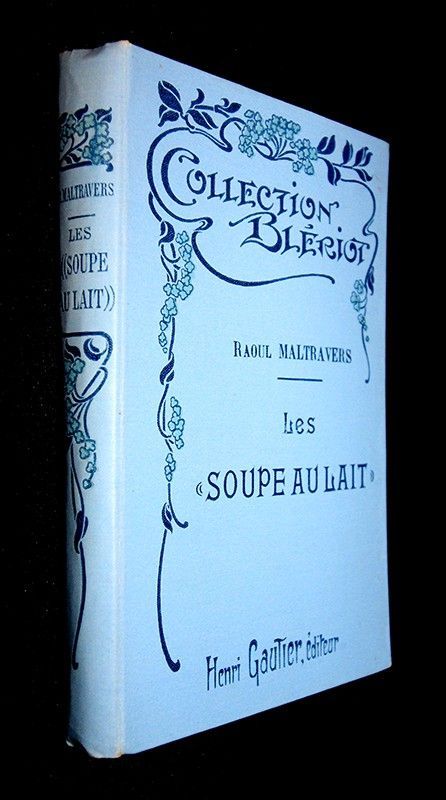 MALTRAVERS
LES
((SOUPE
AU LAIT))
COLLECTION
BLÉRIOT
RAOUL MALTRAVERS
Les
« SOUPE AU LAIT »
Henri Gautier, éditeur